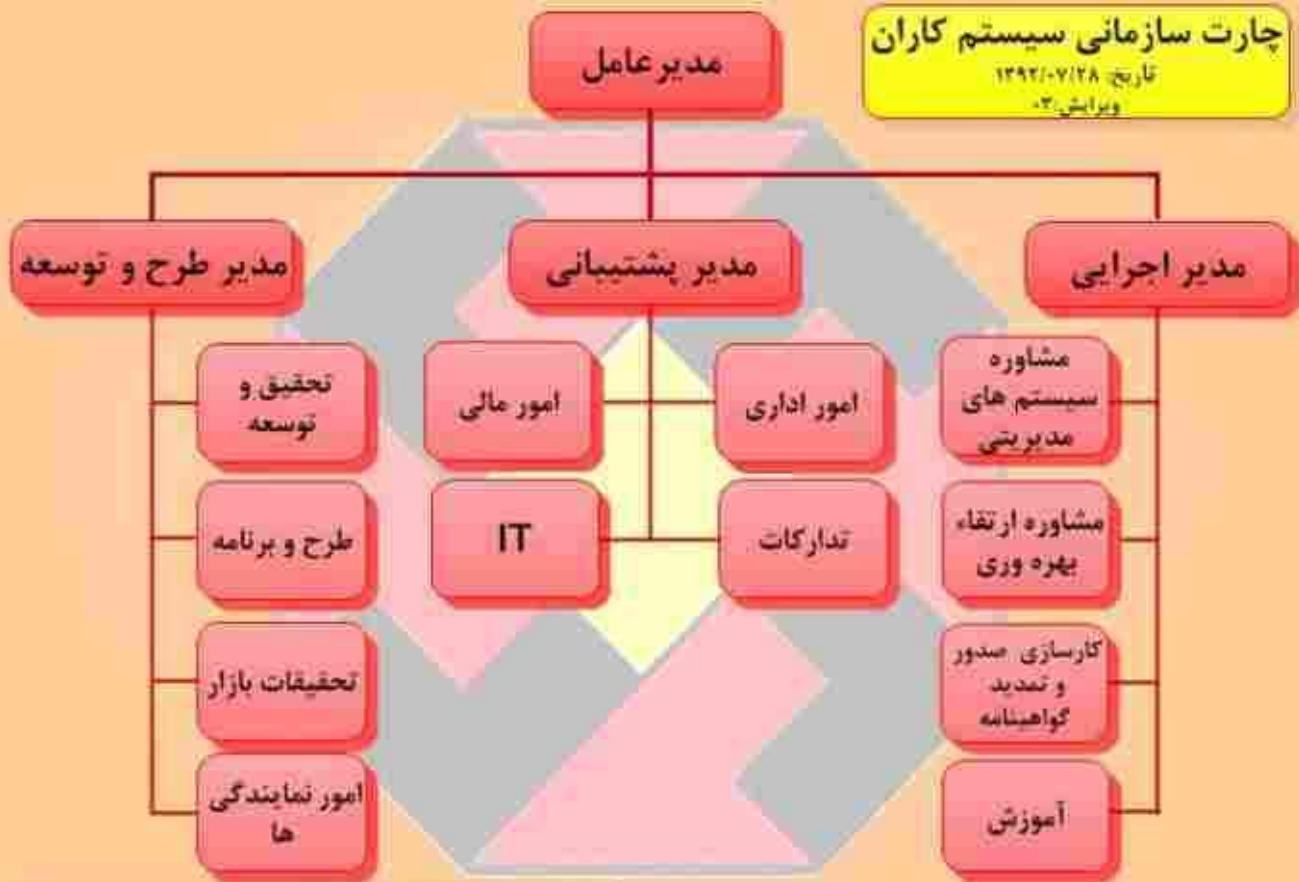 چارت سازمانی سیستم کاران
تاریخ: ۱۳۹۲/۰۷/۲۸
ویرایش:۰۳
مدیرعامل
مدیر اجرایی
مدیر پشتیبانی
مدیر طرح و توسعه
مشاوره
سیستم های
مدیریتی
مشاوره ارتقاء
بهره وری
کارسازی صدور
و تمدید
گواهینامه
آموزش
امور اداری
امور مالی
تدارکات
IT
تحقیق و
توسعه
طرح و برنامه
تحقیقات بازار
امور نمایندگی
ها